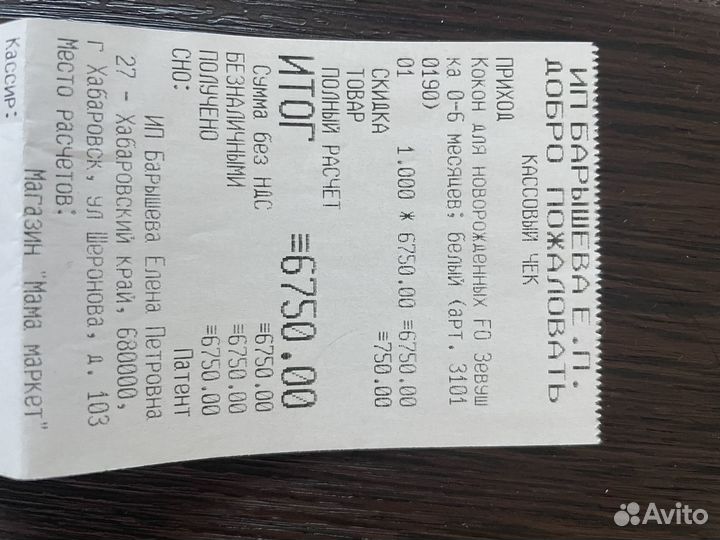 ИП БАРЫШЕВА Е.П.
ДОБРО ПОЖАЛОВАТЬ
КАССОВЫЙ ЧЕК
ПРИХОД
Кокон для новорожденных ГО Зевуш
ка 0-6 месяцев; белый (арт. 3101
0190)
1.000 * 6750.00 ≡6750.00
01
СКИДКА ≡750.00
ТОВАР
ПОЛНЫЙ РАСЧЕТ
ИТОГ ≡6750.00
Сумма без НДС ≡6750.00
БЕЗНАЛИЧНЫМИ ≡6750.00
ПОЛУЧЕНО ≡6750.00
СНО: Патент
ИП Барышева Елена Петровна
27 - Хабаровский край, 680000,
г Хабаровск, ул Шеронова, д. 103
Место расчетов:
Магазин "Мама маркет"
Кассир:
Avito